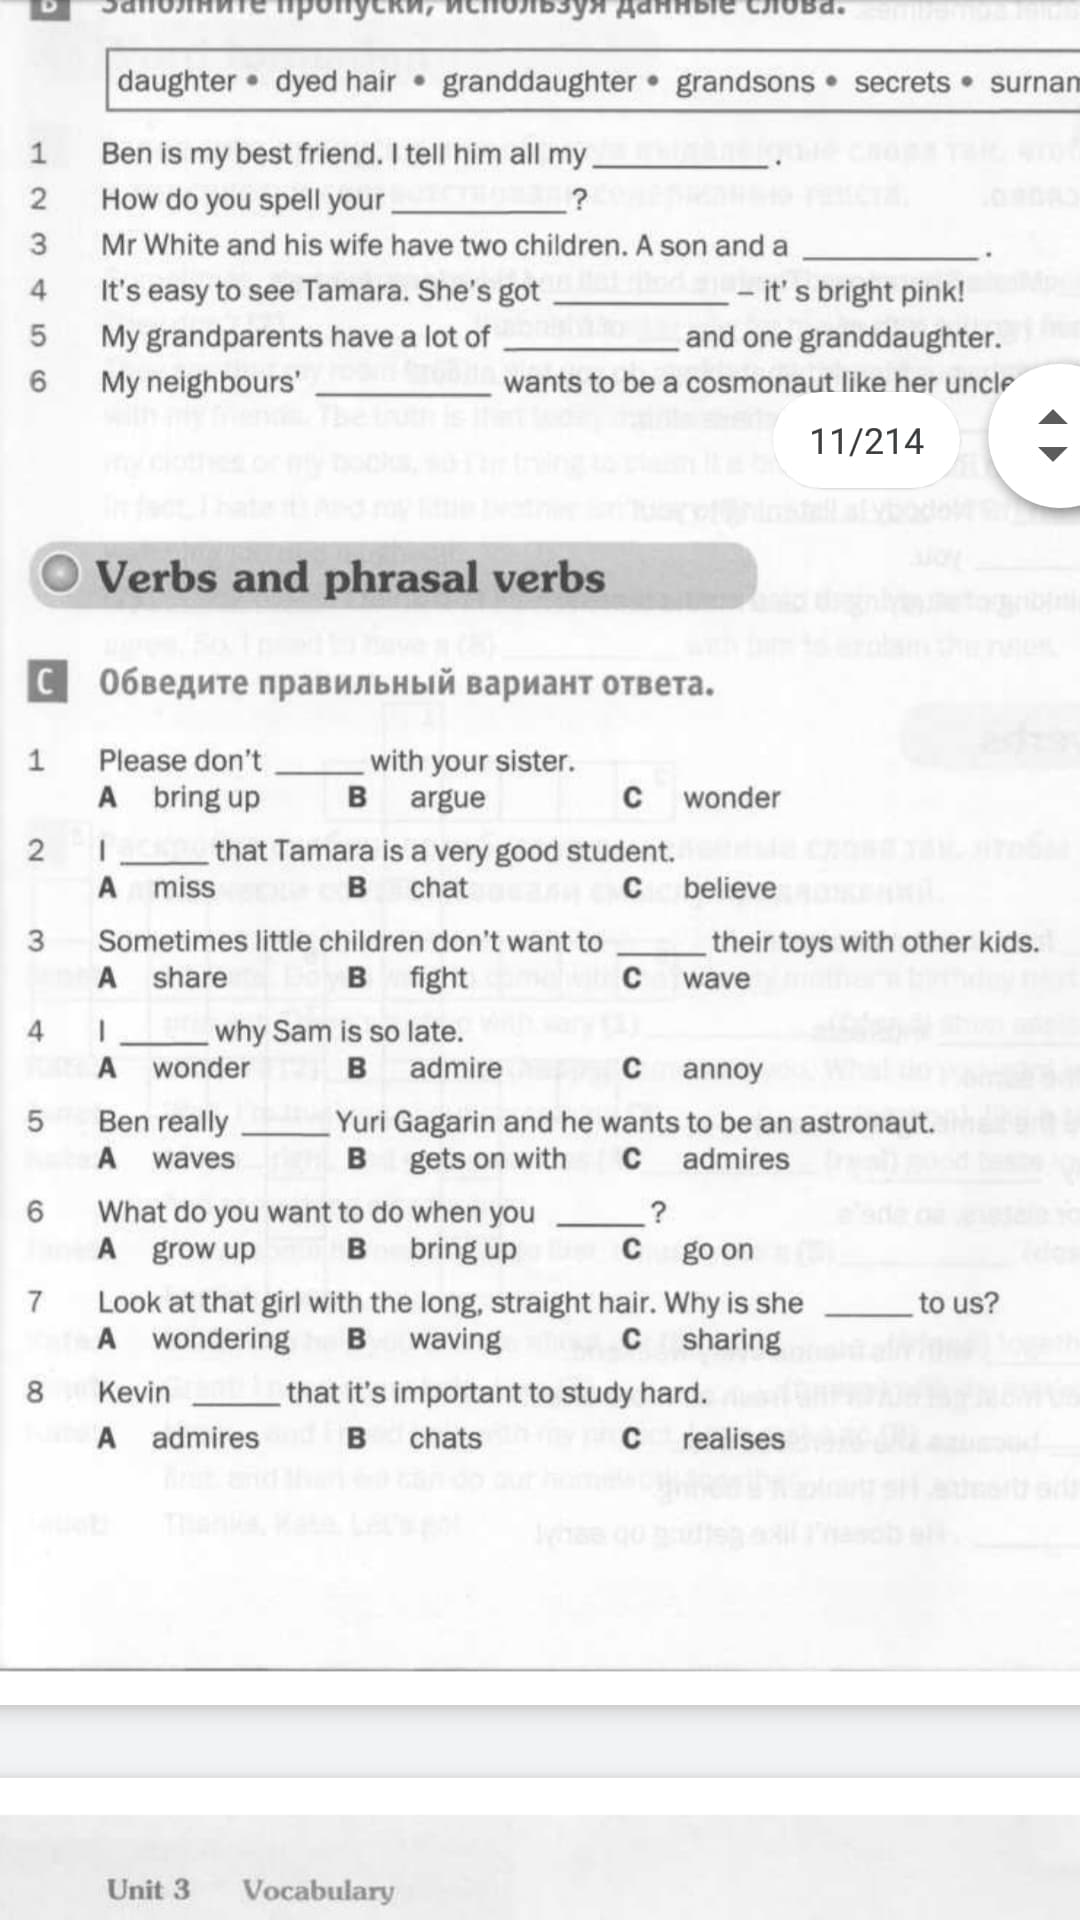 Заполните пропуски, используя данные слова.
daughter • dyed hair • granddaughter • grandsons • secrets •
1 Ben is my best friend. I tell him all my ____________.
2 How do you spell your ____________?
3 Mr White and his wife have two children. A son and a ____________.
4 It's easy to see Tamara. She's got ____________ – it' s bright pink!
5 My grandparents have a lot of ____________ and one granddaughter.
6 My neighbours' ____________ wants to be a cosmonaut like her uncle
11/214
Verbs and phrasal verbs
C Обведите правильный вариант ответа.
1 Please don't ______ with your sister.
A bring up B argue C wonder
2 I ______ that Tamara is a very good student.
A miss B chat C believe
3 Sometimes little children don't want to ______ their toys with other kids.
A share B fight C wave
4 I ______ why Sam is so late.
A wonder B admire C annoy
5 Ben really ______ Yuri Gagarin and he wants to be an astronaut.
A waves B gets on with C admires
6 What do you want to do when you ______?
A grow up B bring up C go on
7 Look at that girl with the long, straight hair. Why is she ______ to us?
A wondering B waving C sharing
8 Kevin ______ that it's important to study hard.
A admires B chats C realises
Unit 3 Vocabulary